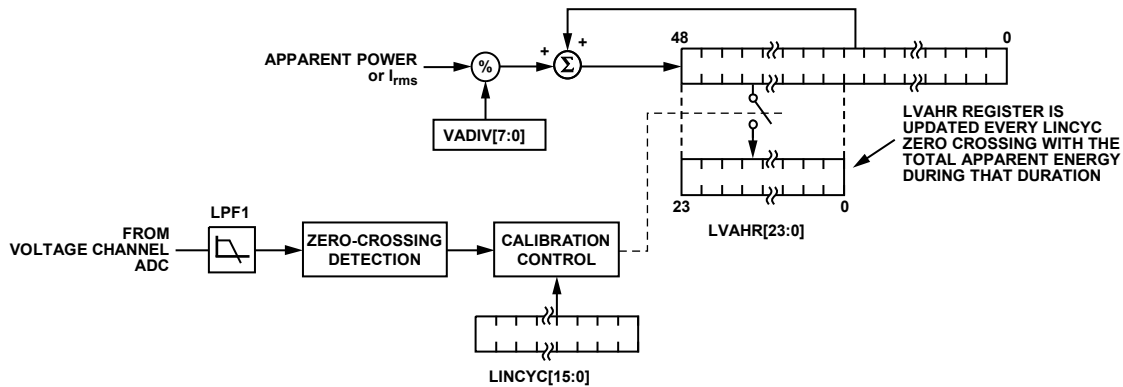 48
0
+
+
APPARENT POWER
or Irms
%
Σ
VADIV[7:0]
LVAHR REGISTER IS
UPDATED EVERY LINCYC
ZERO CROSSING WITH THE
TOTAL APPARENT ENERGY
DURING THAT DURATION
23
0
LVAHR[23:0]
LPF1
FROM
VOLTAGE CHANNEL
ADC
ZERO-CROSSING
DETECTION
CALIBRATION
CONTROL
LINCYC[15:0]